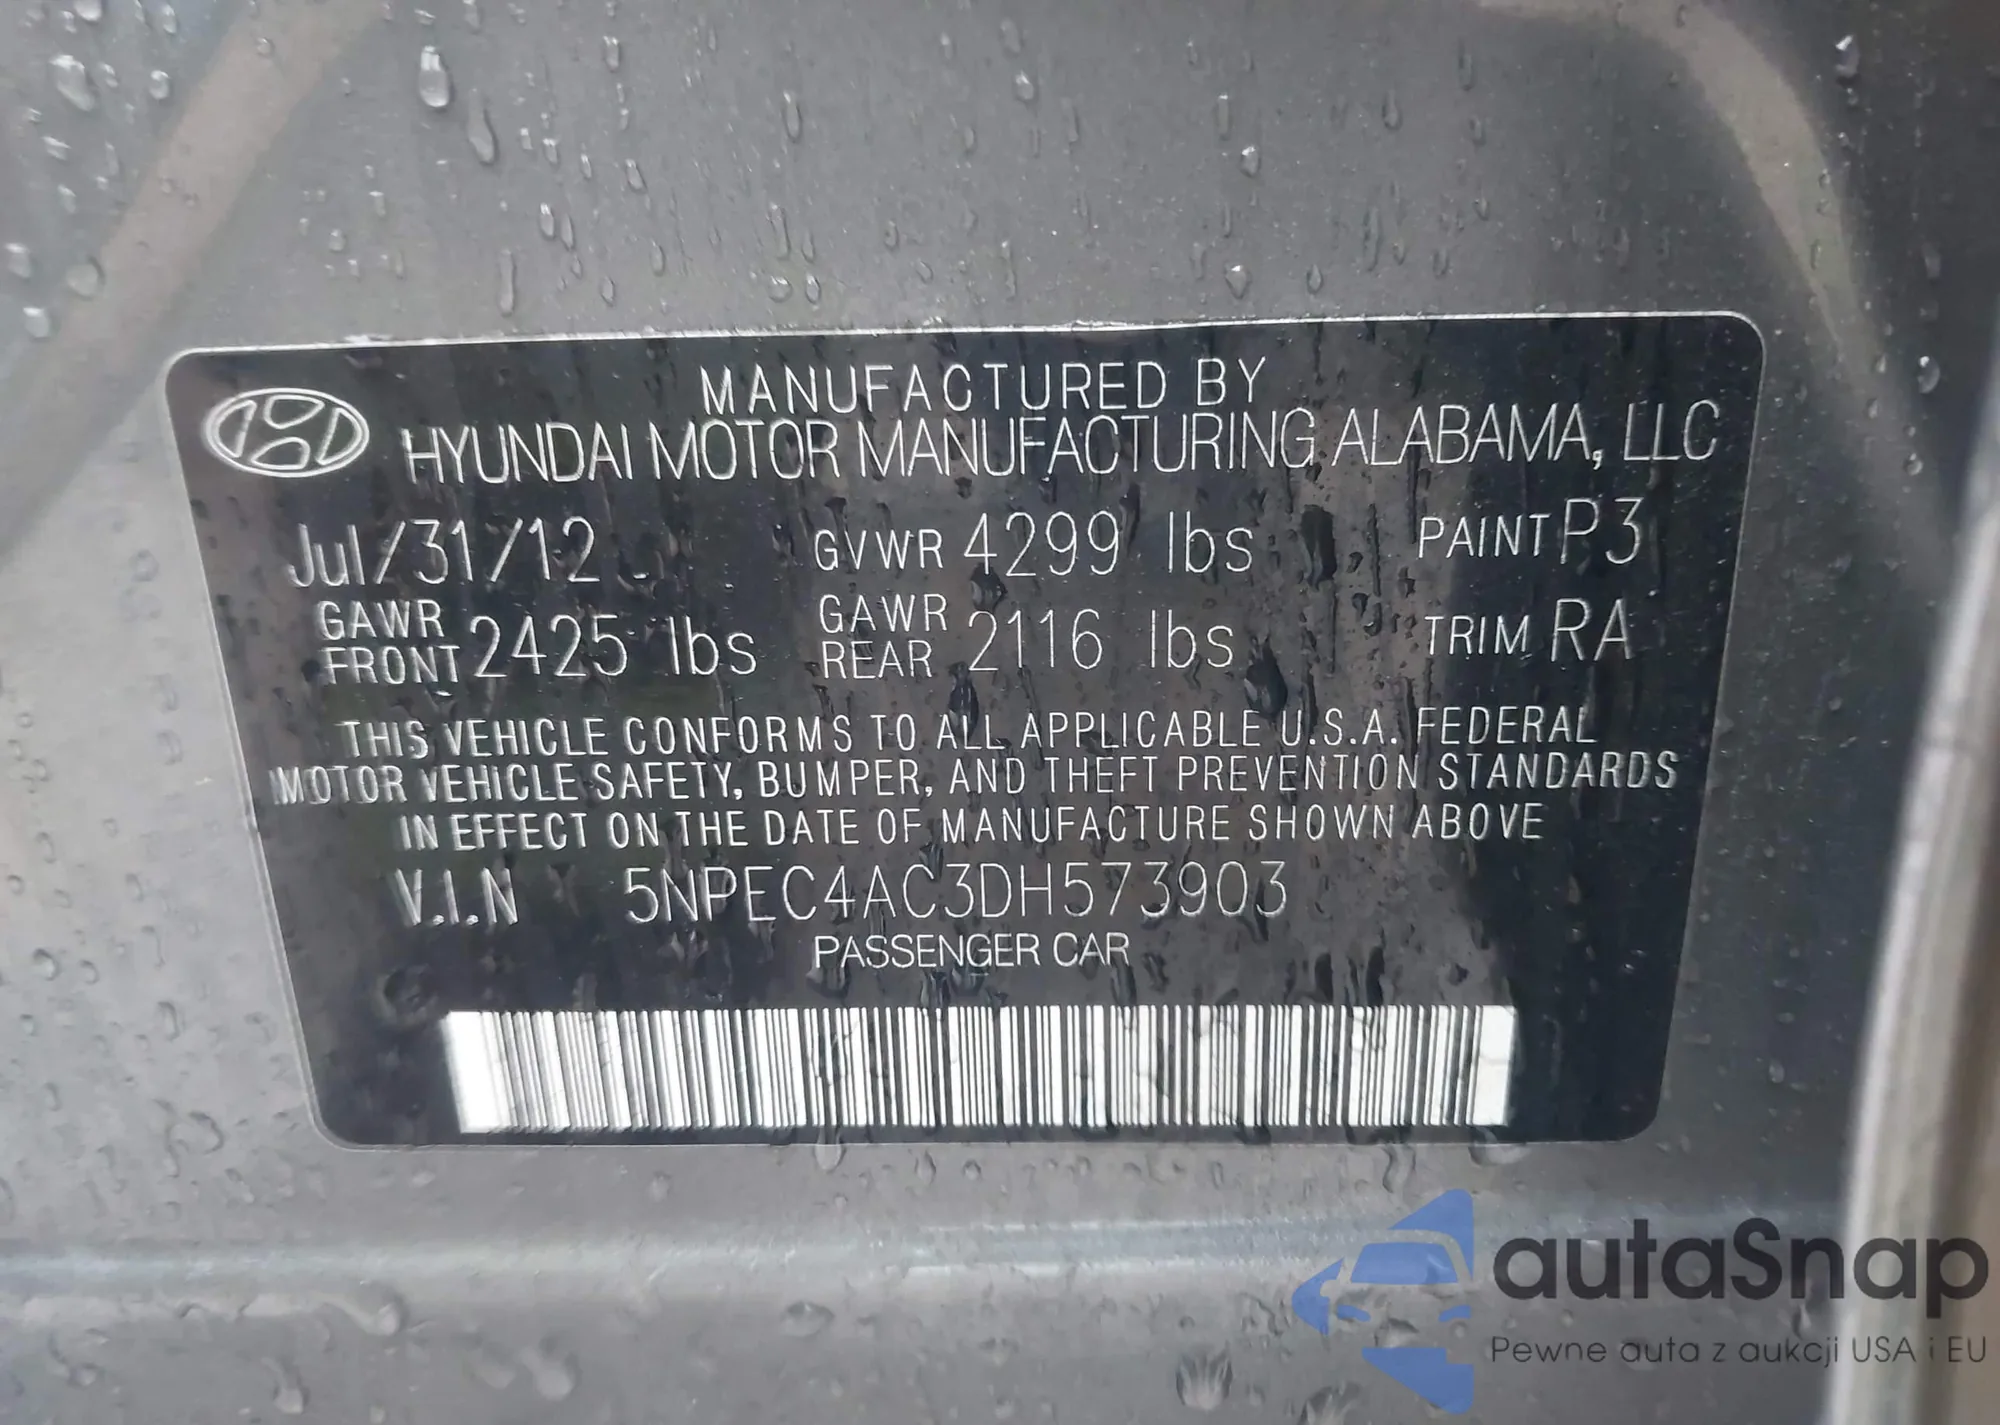 MANUFACTURED BY
HYUNDAI MOTOR MANUFACTURING ALABAMA, LLC
Jul/31/12 GVWR 4299 lbs PAINT P3
GAWR FRONT 2425 lbs GAWR REAR 2116 lbs TRIM RA
THIS VEHICLE CONFORMS TO ALL APPLICABLE U.S.A. FEDERAL
MOTOR VEHICLE SAFETY, BUMPER, AND THEFT PREVENTION STANDARDS
IN EFFECT ON THE DATE OF MANUFACTURE SHOWN ABOVE
V.I.N 5NPEC4AC3DH573903
PASSENGER CAR
autaSnap
Pewne auta z aukcji USA i EU